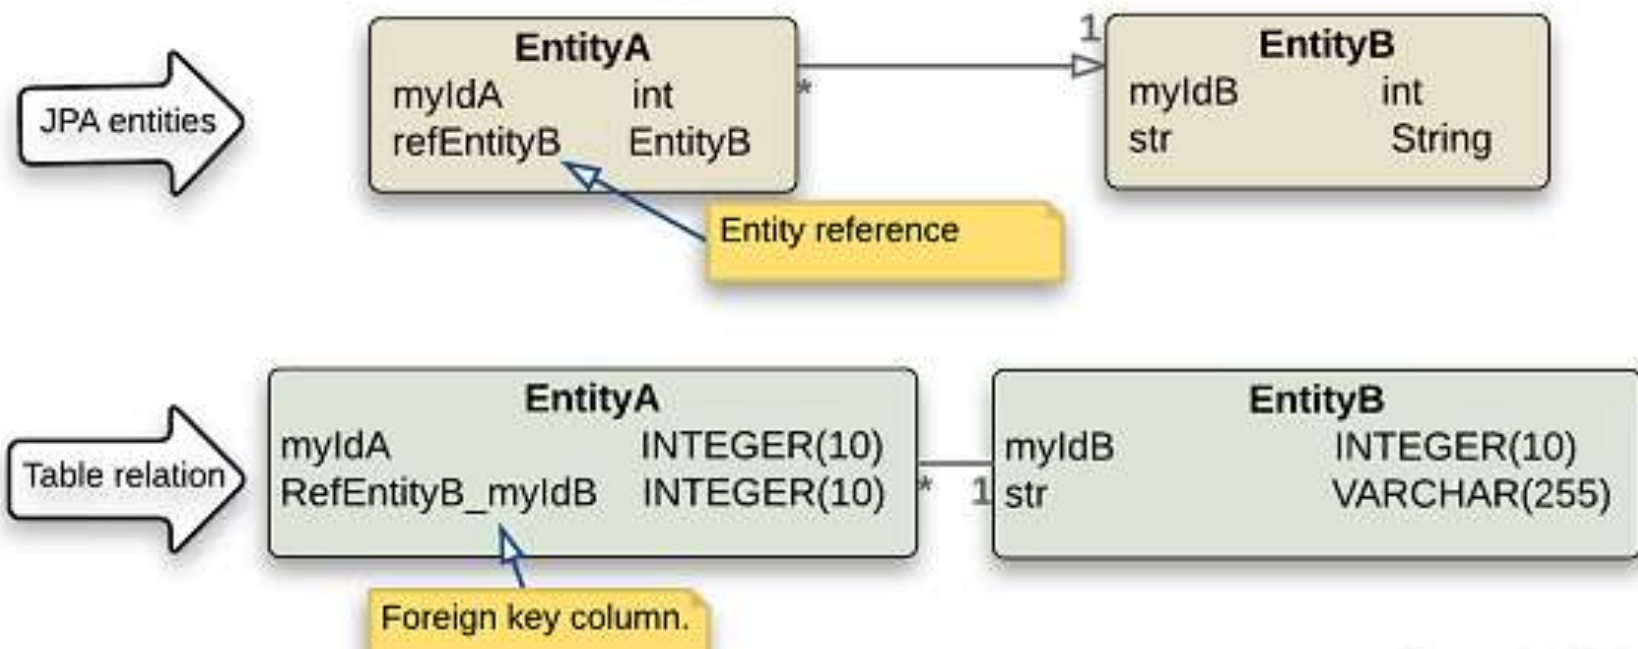 EntityA
1
EntityB
JPA entities
myIdA int
*
myIdB int
refEntityB EntityB
str String
Entity reference
EntityA
EntityB
Table relation
myIdA INTEGER(10)
myIdB INTEGER(10)
RefEntityB_myIdB INTEGER(10)
* 1
str VARCHAR(255)
Foreign key column.